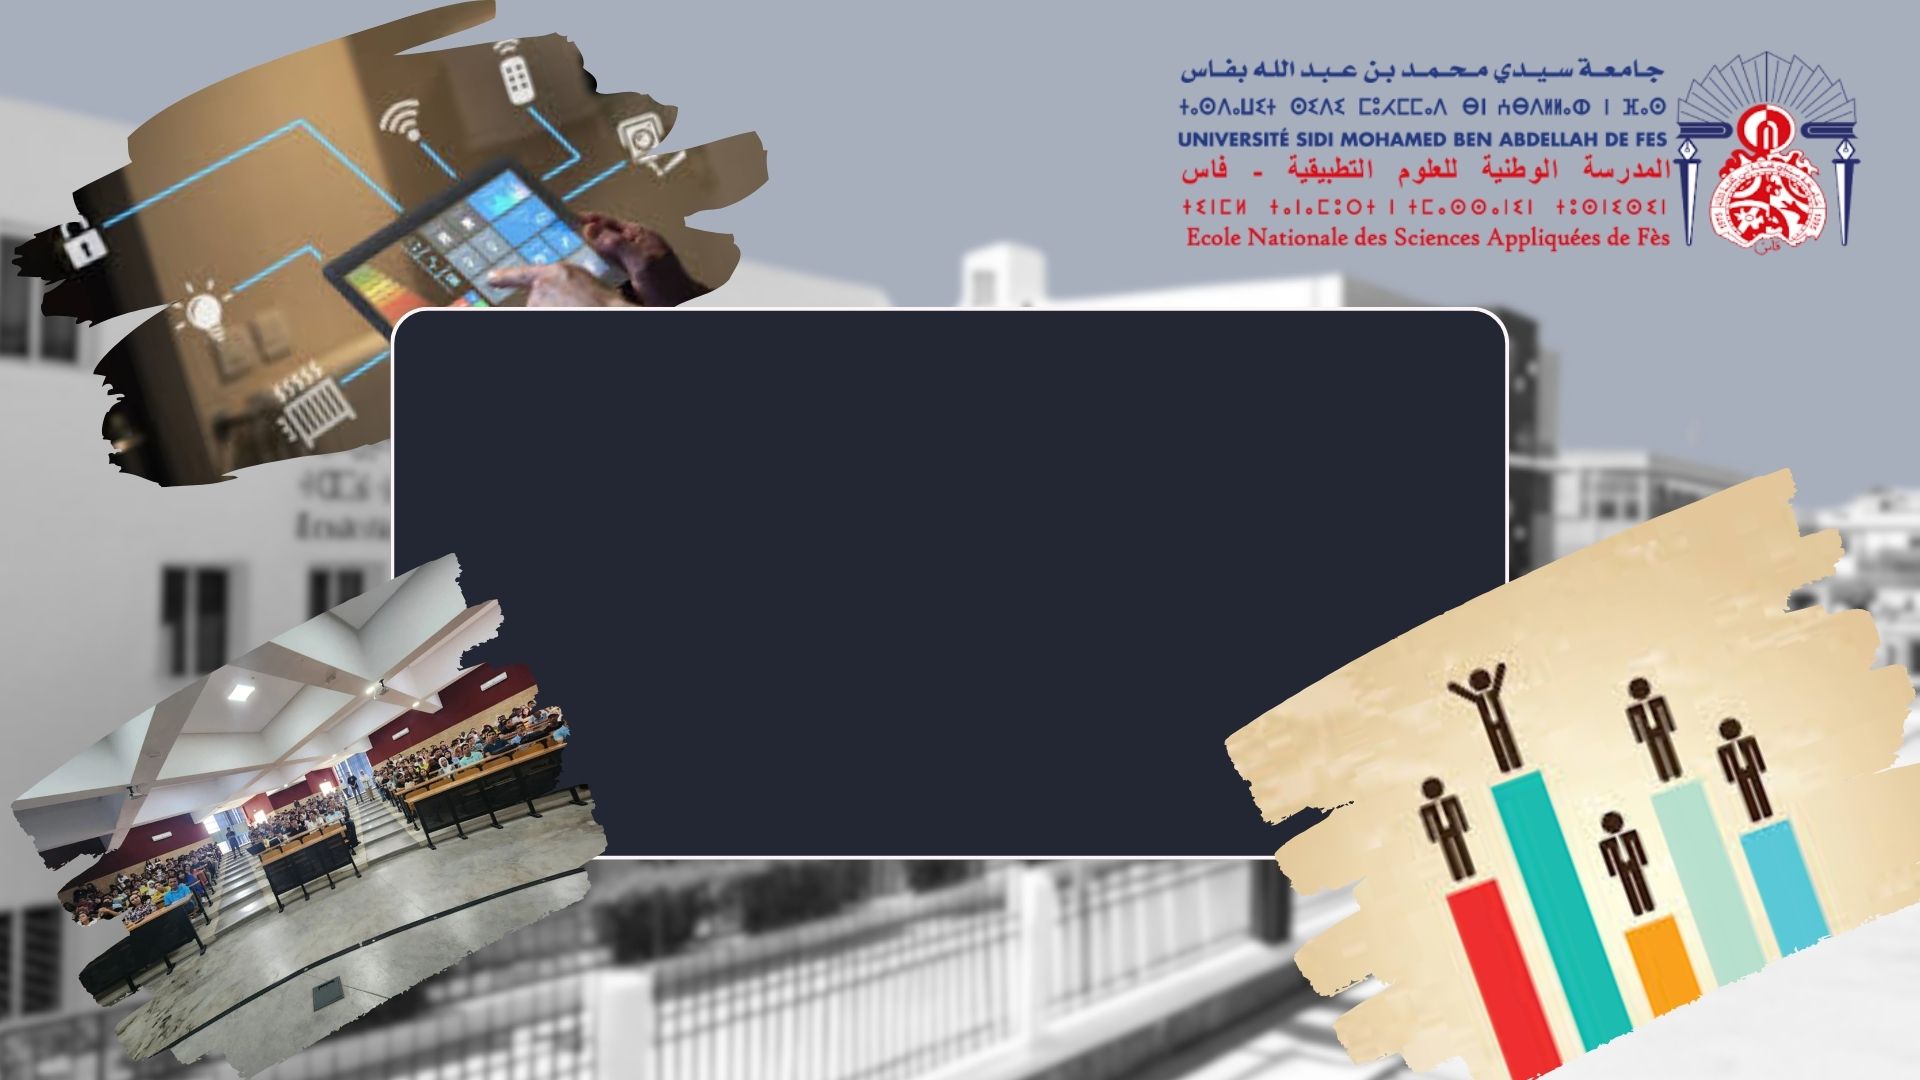 جامعة سيدي محمد بن عبد الله بفاس
ⵜⴰⵙⴷⴰⵡⵉⵜ ⵙⵉⴷⵉ ⵎⵓⵃⵎⵎⴰⴷ ⴱⵏ ⵄⴱⴷⵍⵍⴰⵀ ⵏ ⴼⴰⵙ
UNIVERSITÉ SIDI MOHAMED BEN ABDELLAH DE FES
المدرسة الوطنية للعلوم التطبيقية - فاس
Ecole Nationale des Sciences Appliquées de Fès